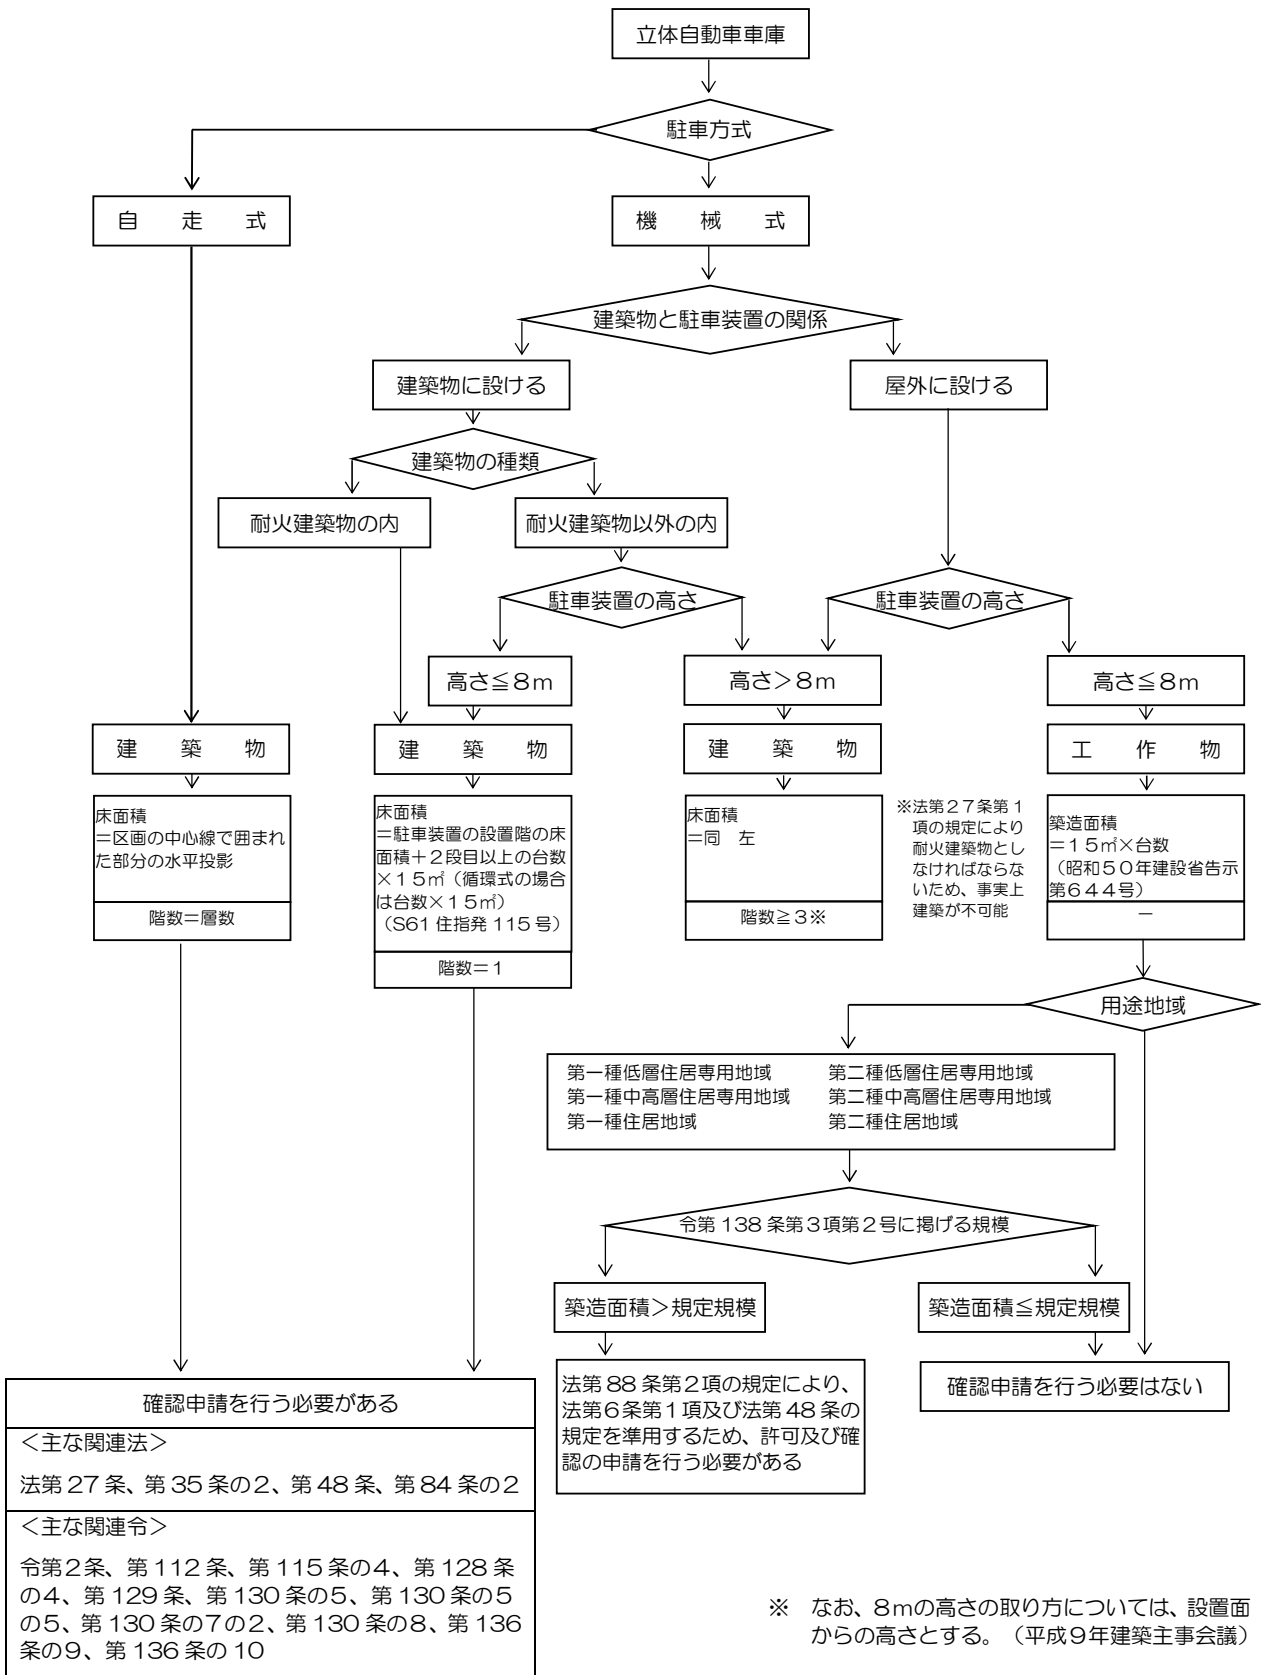 立体自動車車庫
駐車方式
自　走　式
機　械　式
建築物と駐車装置の関係
建築物に設ける
屋外に設ける
建築物の種類
耐火建築物の内
耐火建築物以外の内
駐車装置の高さ
駐車装置の高さ
高さ≦８ｍ
高さ＞８ｍ
高さ≦８ｍ
建　築　物
建　築　物
建　築　物
工　作　物
床面積
＝区画の中心線で囲まれ
た部分の水平投影
階数＝層数
床面積
＝駐車装置の設置階の床
面積＋２段目以上の台数
×１５㎡（循環式の場合
は台数×１５㎡）
（S61 住指発 115 号）
階数＝１
床面積
＝同　左
階数≧３※
※法第２７条第１
項の規定により
耐火建築物とし
なければならな
いため、事実上
建築が不可能
築造面積
＝１５㎡×台数
（昭和５０年建設省告示
第６４４号）
－
用途地域
第一種低層住居専用地域　　第二種低層住居専用地域
第一種中高層住居専用地域　　第二種中高層住居専用地域
第一種住居地域　　第二種住居地域
令第 138 条第３項第２号に掲げる規模
築造面積＞規定規模
築造面積≦規定規模
法第 88 条第２項の規定により、
法第６条第１項及び法第 48 条の
規定を準用するため、許可及び確
認の申請を行う必要がある
確認申請を行う必要はない
確認申請を行う必要がある
＜主な関連法＞
法第 27 条、第 35 条の２、第 48 条、第 84 条の２
＜主な関連令＞
令第２条、第 112 条、第 115 条の４、第 128 条
の４、第 129 条、第 130 条の５、第 130 条の５
の５、第 130 条の７の２、第 130 条の８、第 136
条の９、第 136 条の 10
※　なお、８ｍの高さの取り方については、設置面
からの高さとする。（平成９年建築主事会議）